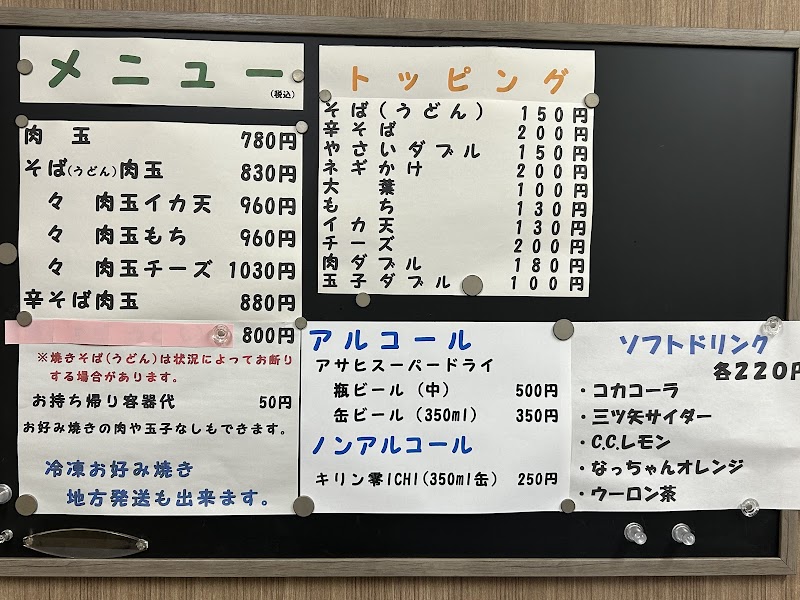 メニュー
(税込)
肉 玉 780円
そば(うどん)肉玉 830円
々 肉玉イカ天 960円
々 肉玉もち 960円
々 肉玉チーズ 1030円
辛そば肉玉 880円
800円
※焼きそば(うどん)は状況によってお断り
する場合があります。
お持ち帰り容器代 50円
お好み焼きの肉や玉子なしもできます。
冷凍お好み焼き
地方発送も出来ます。
トッピング
そば(うどん) 150円
辛そば 200円
やさいダブル 150円
ネギかけ 200円
大葉 100円
もち 130円
イカ天 130円
チーズ 200円
肉ダブル 180円
玉子ダブル 100円
アルコール
アサヒスーパードライ
瓶ビール(中) 500円
缶ビール(350ml) 350円
ノンアルコール
キリン零ICHI(350ml缶) 250円
ソフトドリンク
各220円
・コカコーラ
・三ツ矢サイダー
・C.C.レモン
・なっちゃんオレンジ
・ウーロン茶